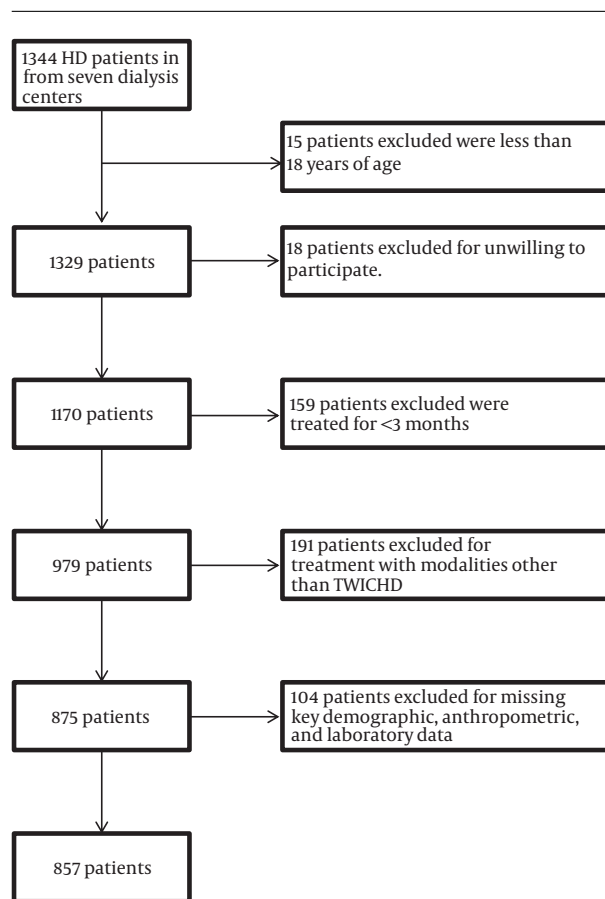 1344 HD patients in
from seven dialysis
centers
15 patients excluded were less than
18 years of age
1329 patients
18 patients excluded for unwilling to
participate.
1170 patients
159 patients excluded were
treated for <3 months
979 patients
191 patients excluded for
treatment with modalities other
than TWICHD
875 patients
104 patients excluded for missing
key demographic, anthropometric,
and laboratory data
857 patients